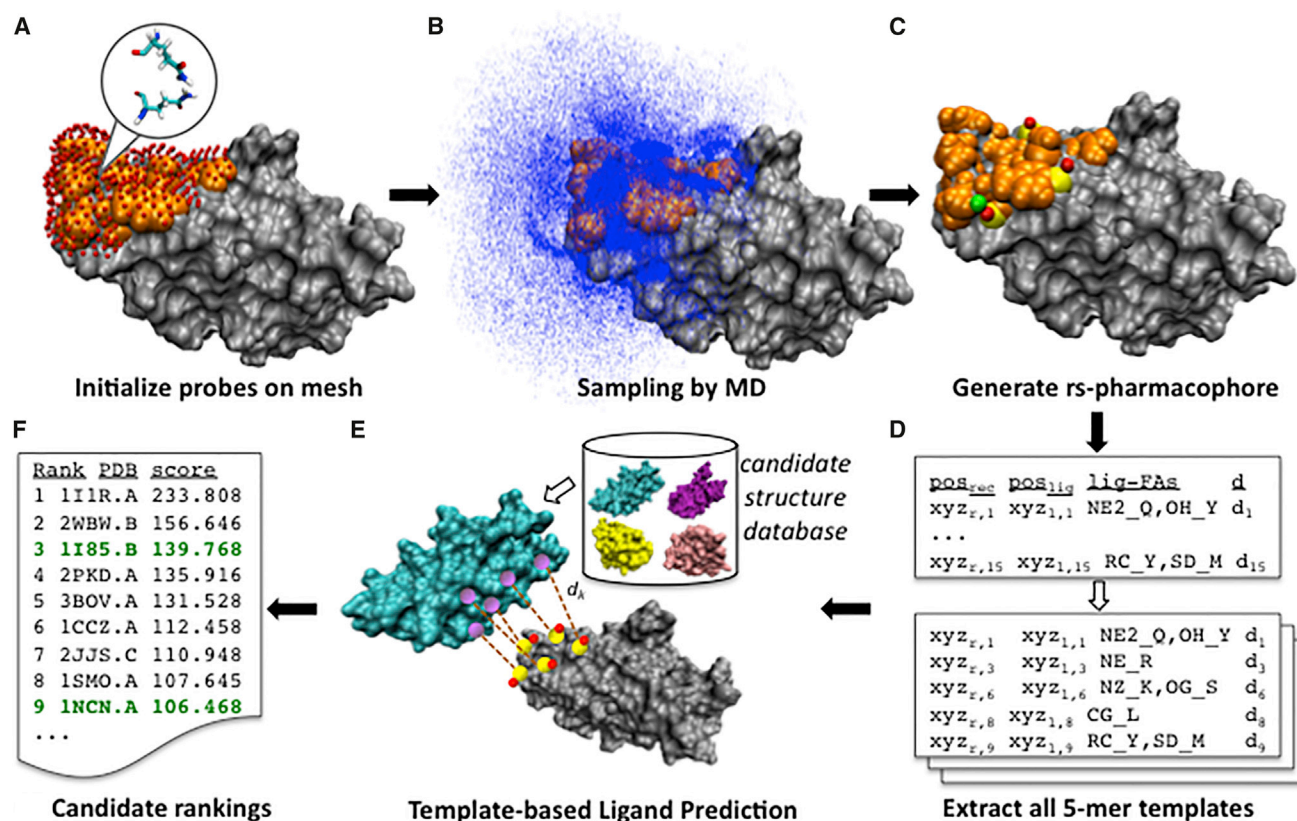 A
B
C
Initialize probes on mesh
Sampling by MD
Generate rs-pharmacophore
F
Rank PDB score
1 1I1R.A 233.808
2 2WBW.B 156.646
3 1I85.B 139.768
4 2PKD.A 135.916
5 3BOV.A 131.528
6 1CCZ.A 112.458
7 2JJS.C 110.948
8 1SMO.A 107.645
9 1NCN.A 106.468
...
Candidate rankings
E
candidate
structure
database
dk
Template-based Ligand Prediction
D
posrec poslig lig-FAs d
xyzr,1 xyzl,1 NE2_Q,OH_Y d1
...
xyzr,15 xyzl,15 RC_Y,SD_M d15
xyzr,1 xyzl,1 NE2_Q,OH_Y d1
xyzr,3 xyzl,3 NE_R d3
xyzr,6 xyzl,6 NZ_K,OG_S d6
xyzr,8 xyzl,8 CG_L d8
xyzr,9 xyzl,9 RC_Y,SD_M d9
Extract all 5-mer templates